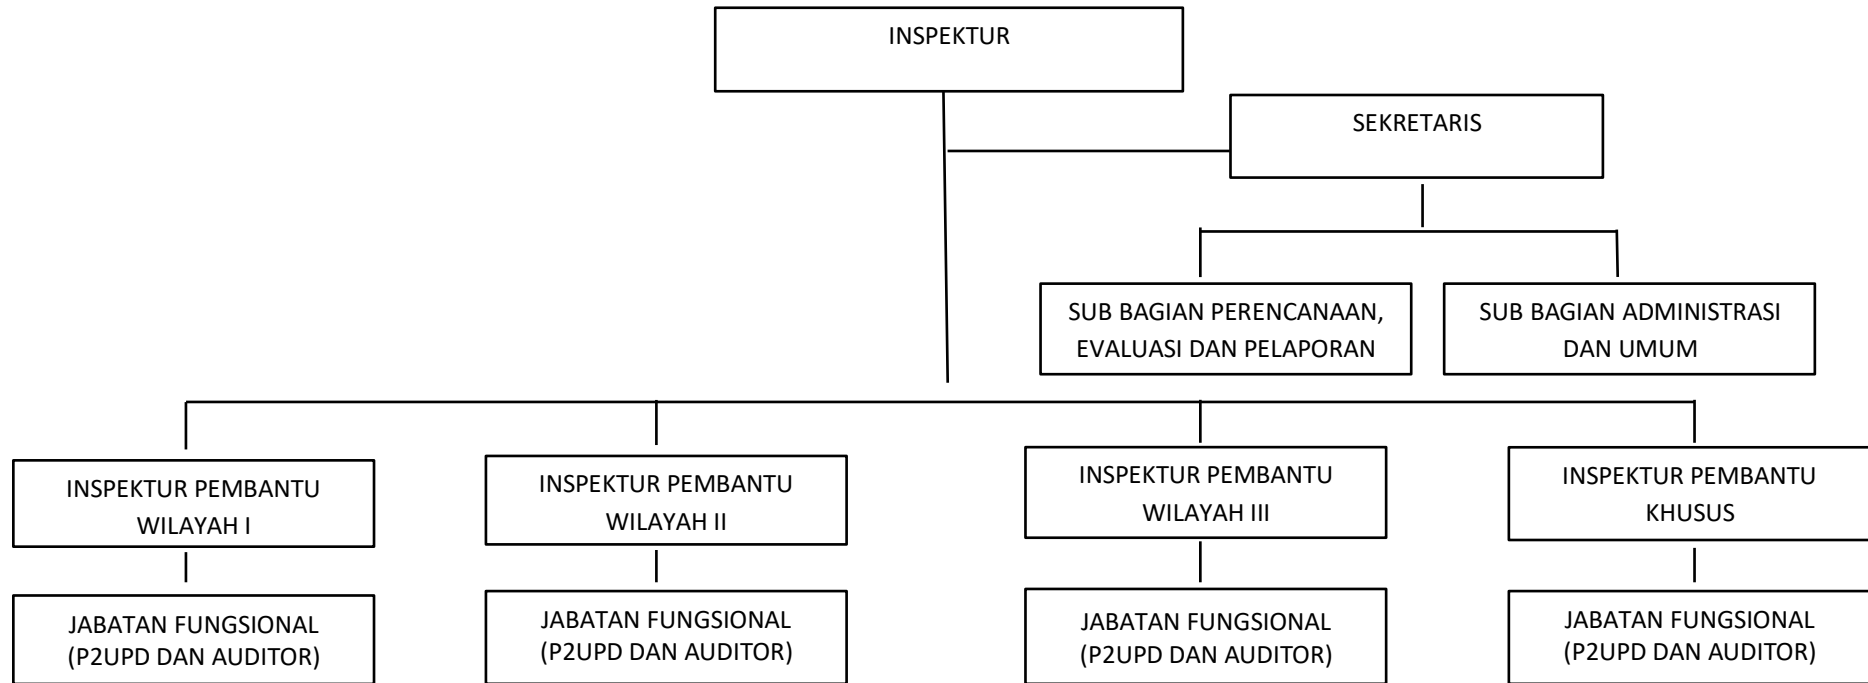 INSPEKTUR
SEKRETARIS
SUB BAGIAN PERENCANAAN,
EVALUASI DAN PELAPORAN
SUB BAGIAN ADMINISTRASI
DAN UMUM
INSPEKTUR PEMBANTU
WILAYAH I
INSPEKTUR PEMBANTU
WILAYAH II
INSPEKTUR PEMBANTU
WILAYAH III
INSPEKTUR PEMBANTU
KHUSUS
JABATAN FUNGSIONAL
(P2UPD DAN AUDITOR)
JABATAN FUNGSIONAL
(P2UPD DAN AUDITOR)
JABATAN FUNGSIONAL
(P2UPD DAN AUDITOR)
JABATAN FUNGSIONAL
(P2UPD DAN AUDITOR)